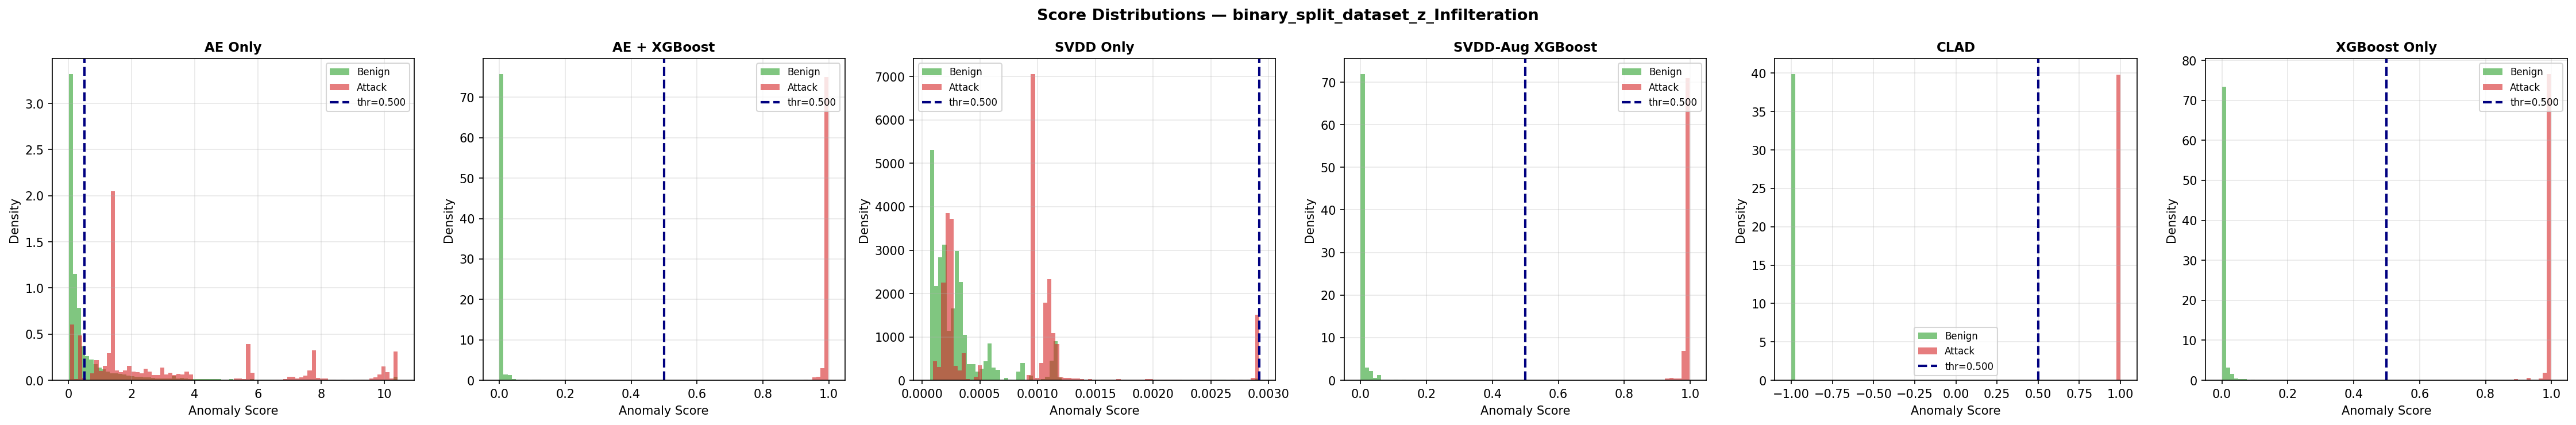 Score Distributions — binary_split_dataset_z_Infilteration
AE Only
Density
0.0
0.5
1.0
1.5
2.0
2.5
3.0
0 2 4 6 8 10
Anomaly Score
Benign
Attack
thr=0.500
AE + XGBoost
Density
0
10
20
30
40
50
60
70
0.0 0.2 0.4 0.6 0.8 1.0
Anomaly Score
Benign
Attack
thr=0.500
SVDD Only
Density
0
1000
2000
3000
4000
5000
6000
7000
0.0000 0.0005 0.0010 0.0015 0.0020 0.0025 0.0030
Anomaly Score
Benign
Attack
thr=0.500
SVDD-Aug XGBoost
Density
0
10
20
30
40
50
60
70
0.0 0.2 0.4 0.6 0.8 1.0
Anomaly Score
Benign
Attack
thr=0.500
CLAD
Density
0
5
10
15
20
25
30
35
40
−1.00 −0.75 −0.50 −0.25 0.00 0.25 0.50 0.75 1.00
Anomaly Score
Benign
Attack
thr=0.500
XGBoost Only
Density
0
10
20
30
40
50
60
70
80
0.0 0.2 0.4 0.6 0.8 1.0
Anomaly Score
Benign
Attack
thr=0.500